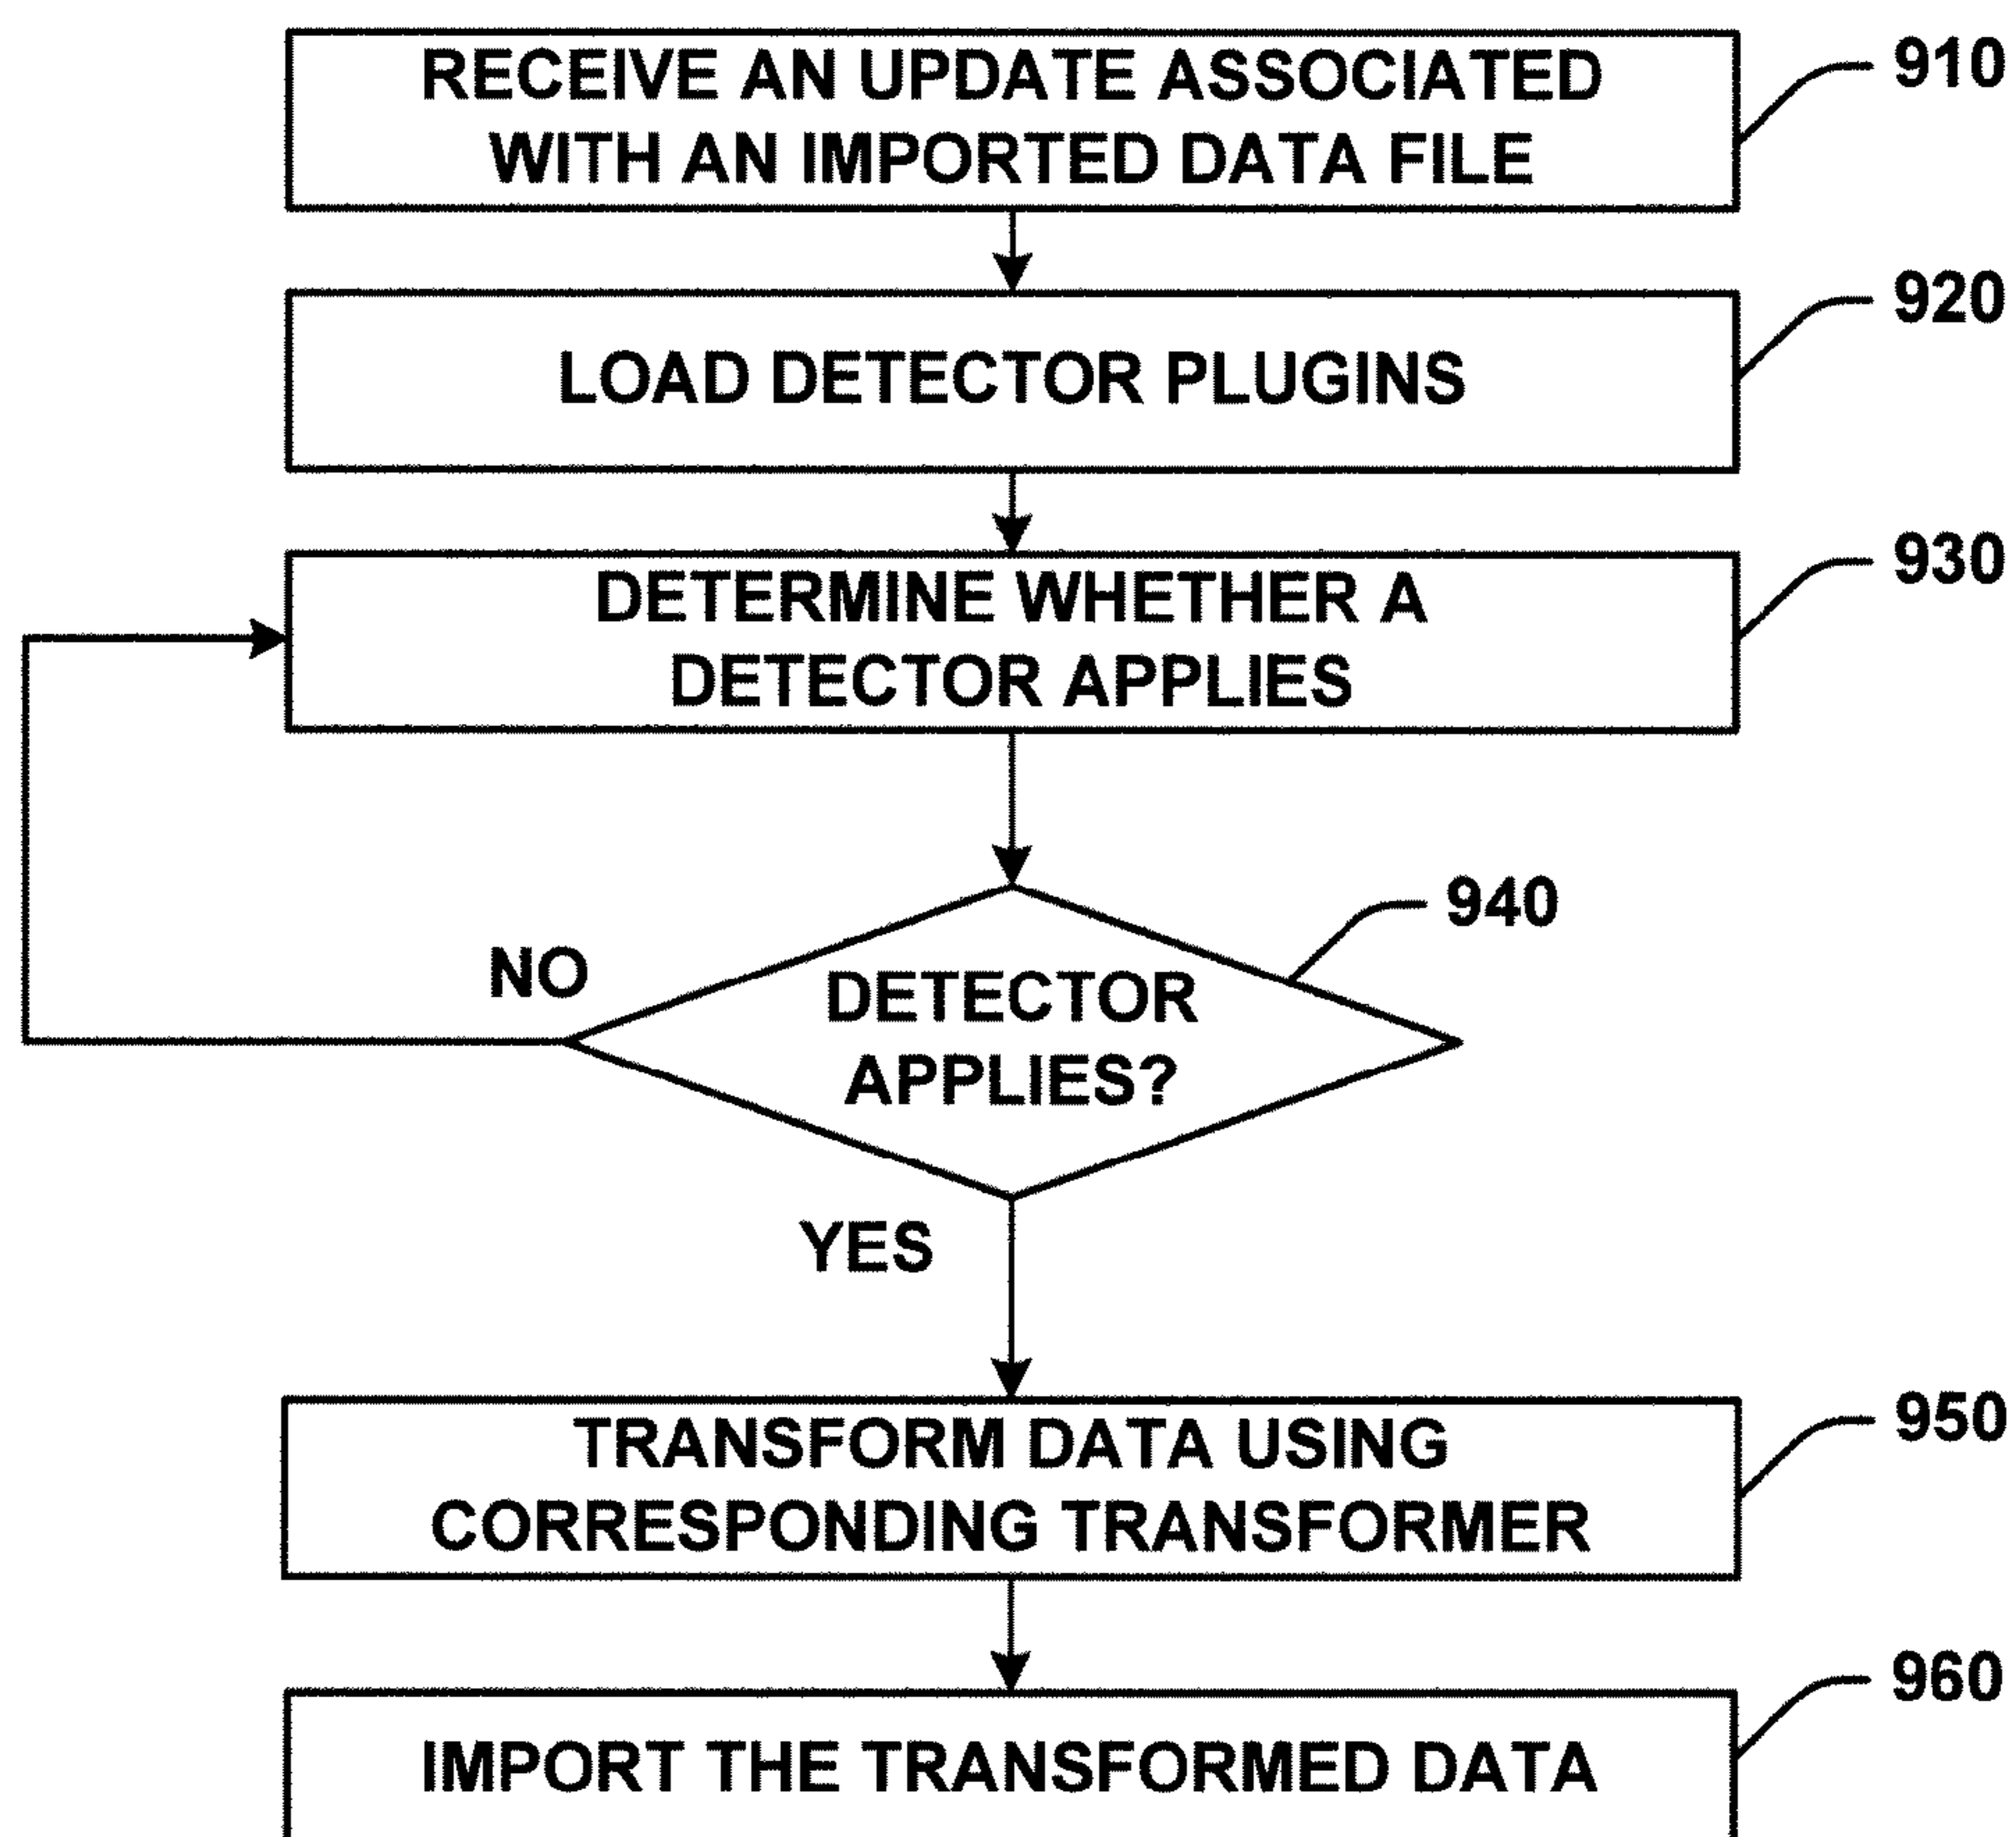 RECEIVE AN UPDATE ASSOCIATED
WITH AN IMPORTED DATA FILE
910
LOAD DETECTOR PLUGINS
920
DETERMINE WHETHER A
DETECTOR APPLIES
930
940
NO
DETECTOR
APPLIES?
YES
TRANSFORM DATA USING
CORRESPONDING TRANSFORMER
950
IMPORT THE TRANSFORMED DATA
960